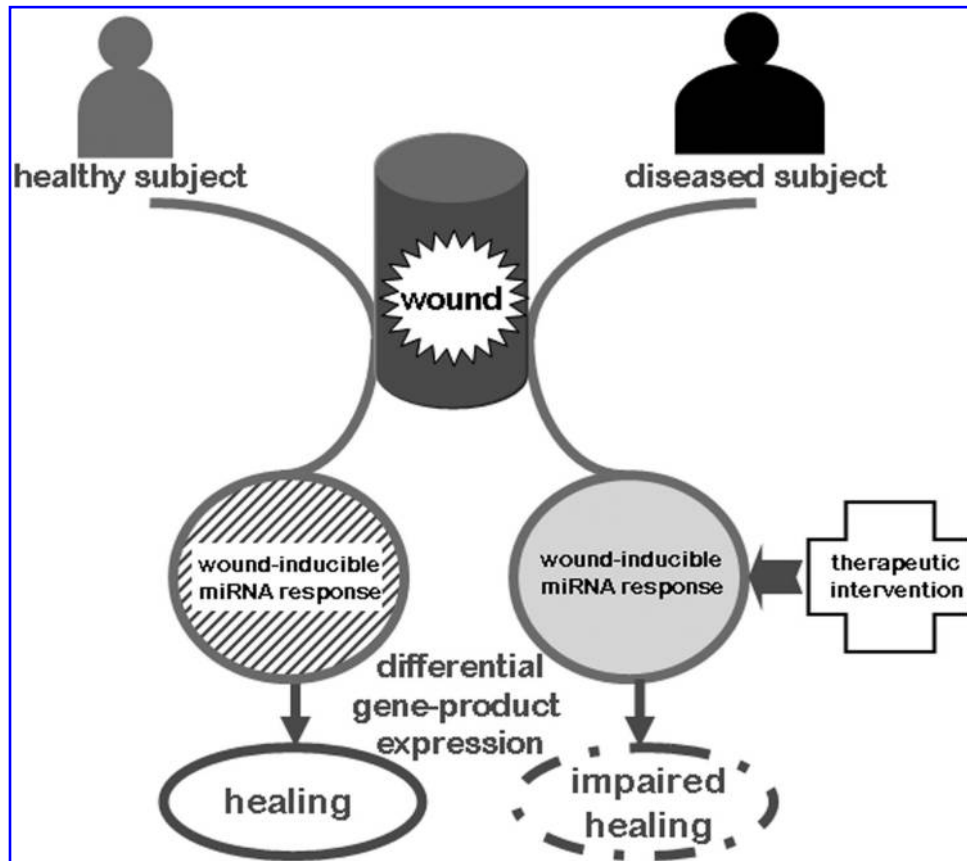 healthy subject
diseased subject
wound
wound-inducible
miRNA response
wound-inducible
miRNA response
therapeutic
intervention
differential
gene-product
expression
healing
impaired
healing